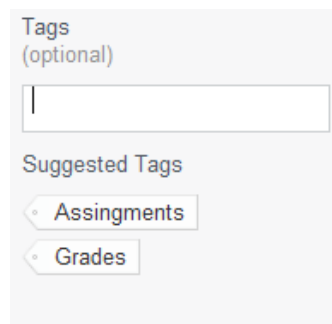 Tags
(optional)
Suggested Tags
Assingments
Grades